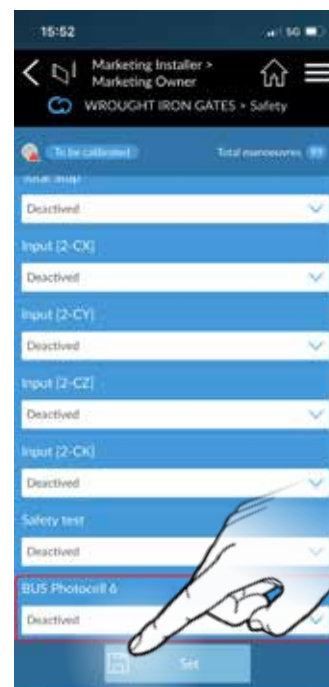 15:52
5G
Marketing Installer >
Marketing Owner
WROUGHT IRON GATES > Safety
To be calibrated
Total manoeuvres
Total stop
Deactived
Input [2-CX]
Deactived
Input [2-CY]
Deactived
Input [2-CZ]
Deactived
Input [2-CK]
Deactived
Safety test
Deactived
BUS Photocell 6
Deactived
Set